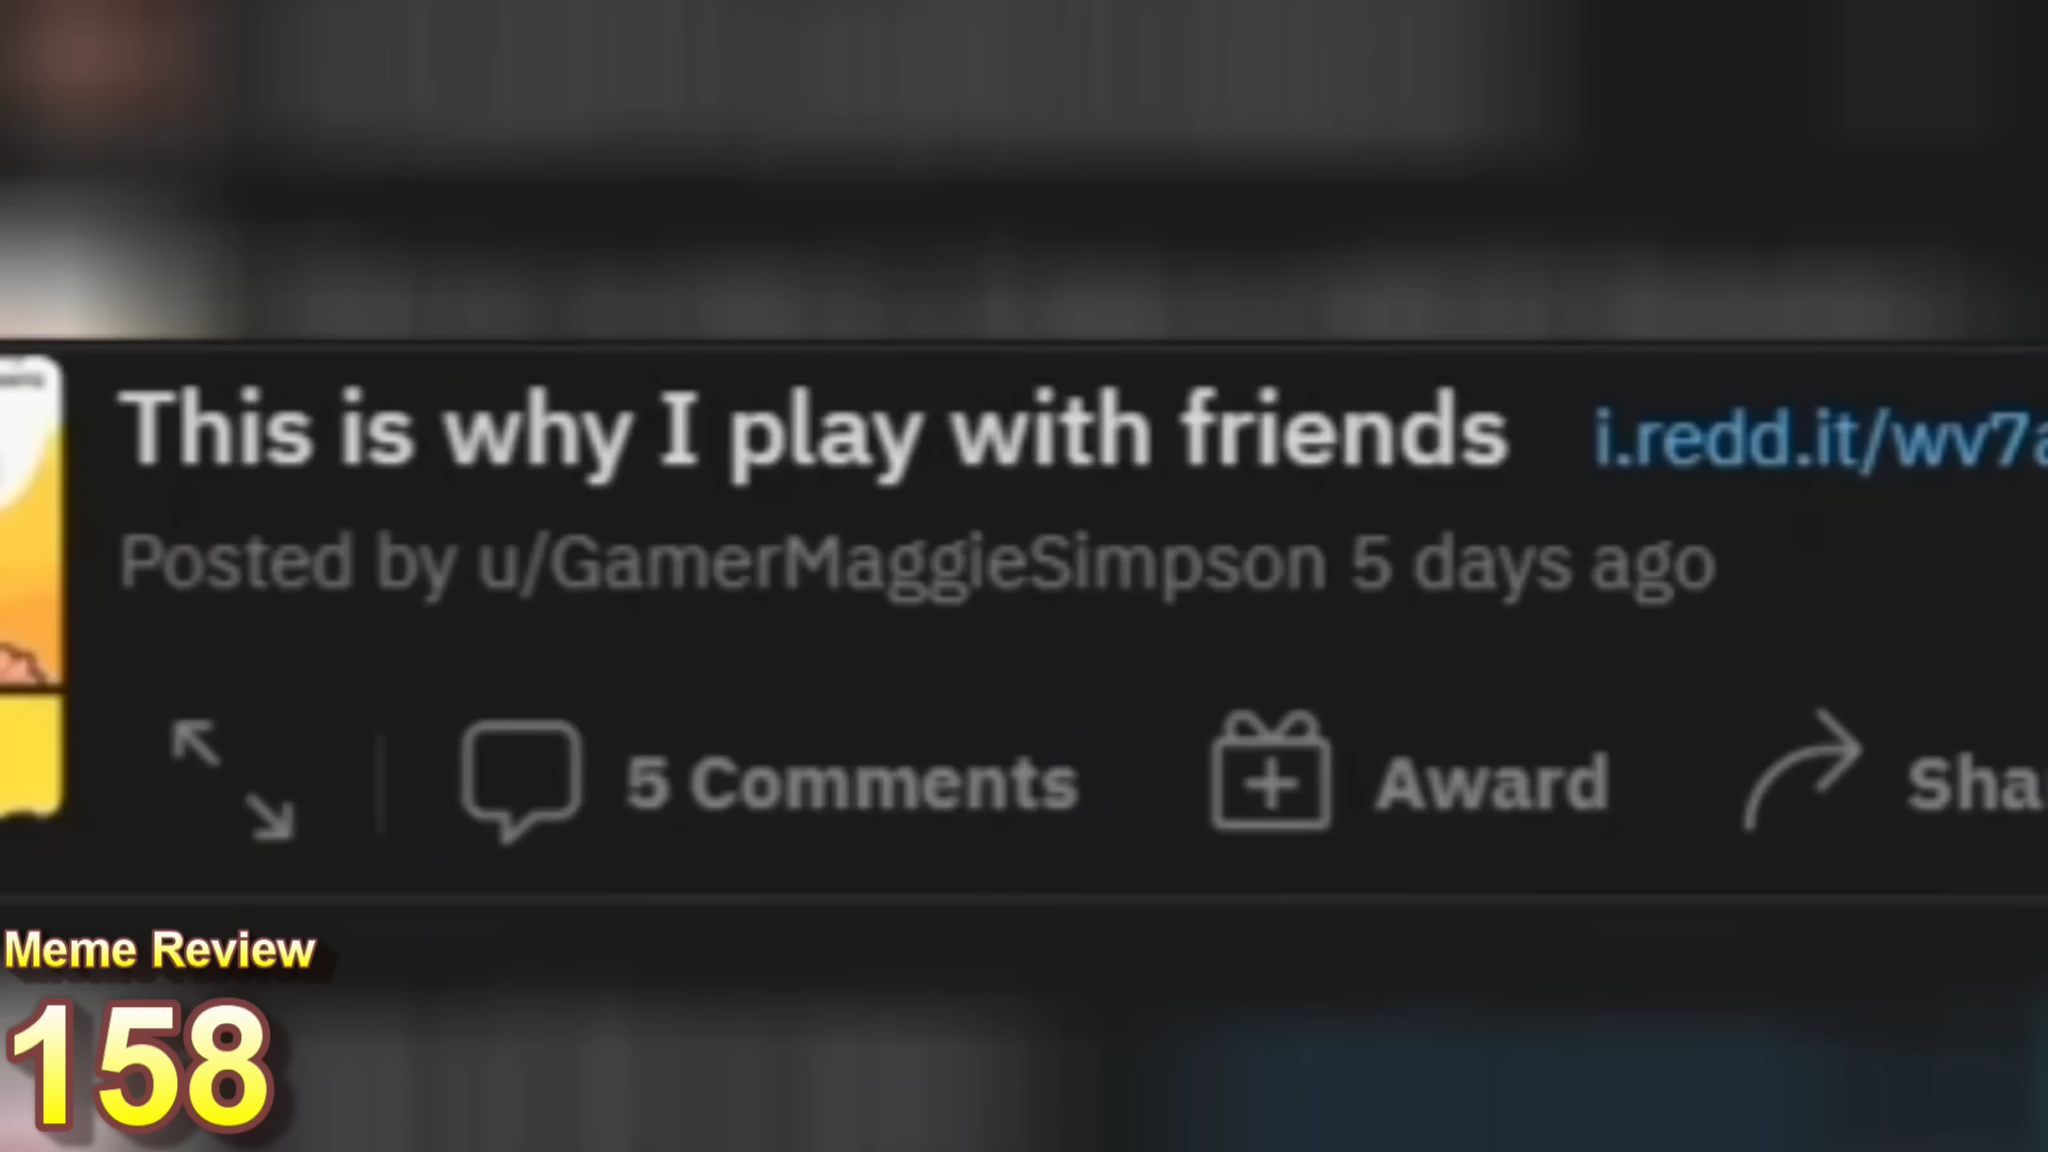 This is why I play with friends i.redd.it/wv7a
Posted by u/GamerMaggieSimpson 5 days ago
5 Comments Award Sha
Meme Review
158